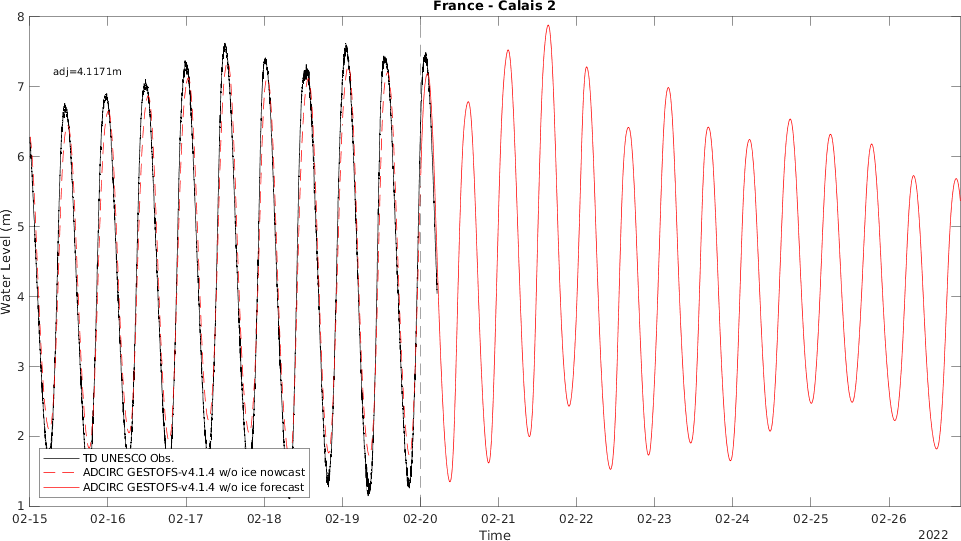 France - Calais 2
adj=4.1171m
Water Level (m)
8
7
6
5
4
3
2
1
TD UNESCO Obs.
ADCIRC GESTOFS-v4.1.4 w/o ice nowcast
ADCIRC GESTOFS-v4.1.4 w/o ice forecast
02-15 02-16 02-17 02-18 02-19 02-20 02-21 02-22 02-23 02-24 02-25 02-26
Time
2022